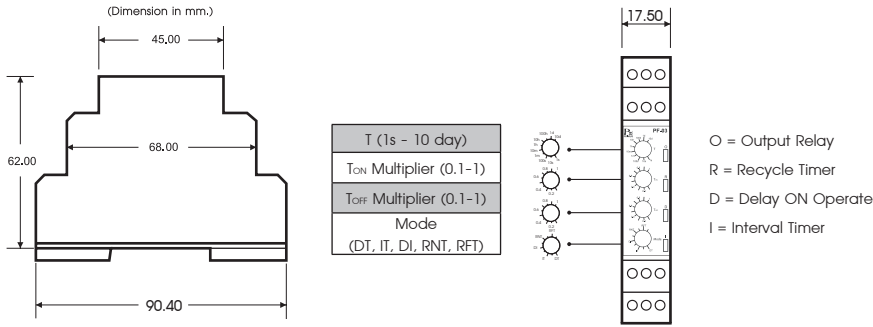 (Dimension in mm.)
45.00
62.00
68.00
90.40
T (1s - 10 day)
TON Multiplier (0.1-1)
TOFF Multiplier (0.1-1)
Mode
(DT, IT, DI, RNT, RFT)
17.50
PF-03
O = Output Relay
R = Recycle Timer
D = Delay ON Operate
I = Interval Timer